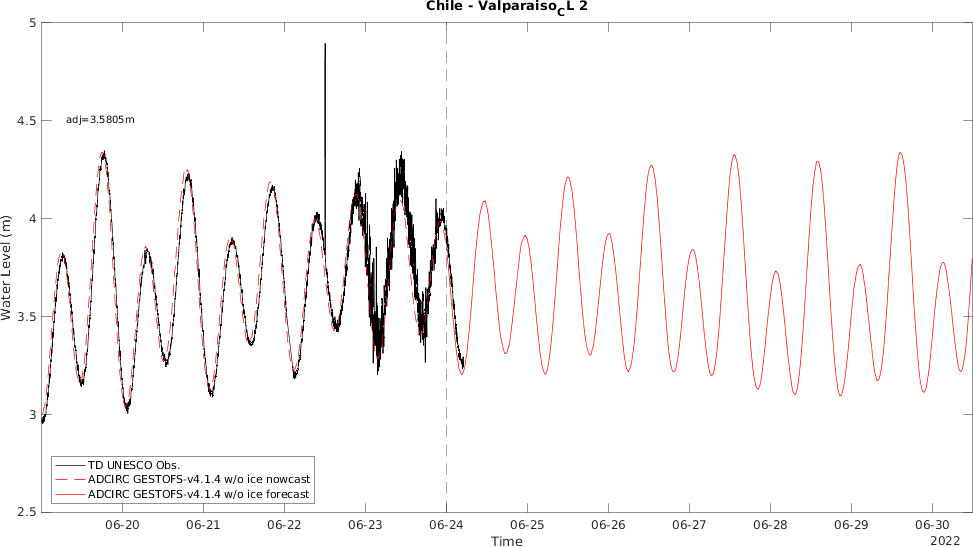 Chile - Valparaiso_CL 2
5
4.5
4
3.5
3
2.5
Water Level (m)
adj=3.5805m
TD UNESCO Obs.
ADCIRC GESTOFS-v4.1.4 w/o ice nowcast
ADCIRC GESTOFS-v4.1.4 w/o ice forecast
06-20 06-21 06-22 06-23 06-24 06-25 06-26 06-27 06-28 06-29 06-30
Time
2022